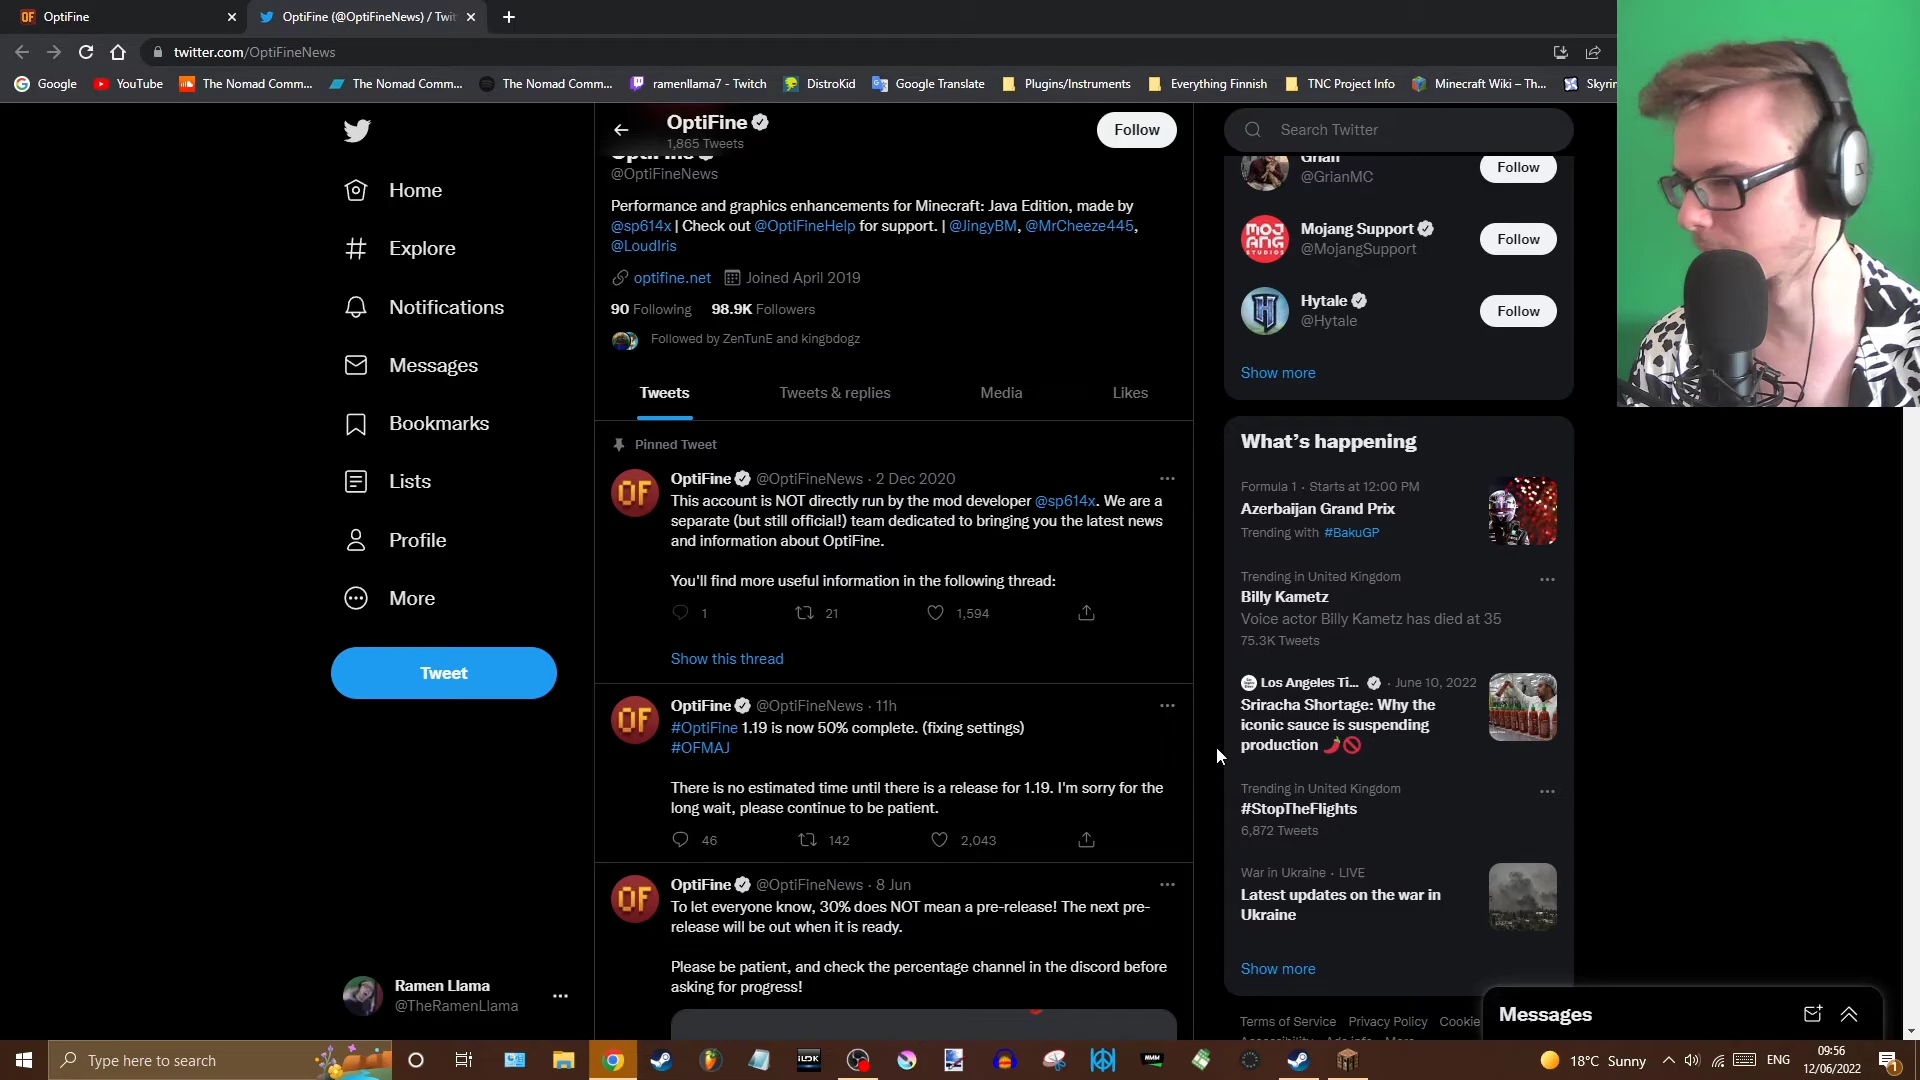 OptiFine
OptiFine (@OptiFineNews) / Twit
twitter.com/OptiFineNews
Google
YouTube
The Nomad Comm...
The Nomad Comm...
The Nomad Comm...
ramenllama7 - Twitch
DistroKid
Google Translate
Plugins/Instruments
Everything Finnish
TNC Project Info
Minecraft Wiki – Th...
Skyrin
Home
Explore
Notifications
Messages
Bookmarks
Lists
Profile
More
Tweet
Ramen Llama
@TheRamenLlama
OptiFine
1,865 Tweets
Follow
OptiFine
@OptiFineNews
Performance and graphics enhancements for Minecraft: Java Edition, made by
@sp614x | Check out @OptiFineHelp for support. | @JingyBM, @MrCheeze445,
@LoudIris
optifine.net Joined April 2019
90 Following 98.9K Followers
Followed by ZenTunE and kingbdogz
Tweets
Tweets & replies
Media
Likes
Pinned Tweet
OptiFine @OptiFineNews · 2 Dec 2020
This account is NOT directly run by the mod developer @sp614x. We are a
separate (but still official!) team dedicated to bringing you the latest news
and information about OptiFine.
You'll find more useful information in the following thread:
1 21 1,594
Show this thread
OptiFine @OptiFineNews · 11h
#OptiFine 1.19 is now 50% complete. (fixing settings)
#OFMAJ
There is no estimated time until there is a release for 1.19. I'm sorry for the
long wait, please continue to be patient.
46 142 2,043
OptiFine @OptiFineNews · 8 Jun
To let everyone know, 30% does NOT mean a pre-release! The next pre-
release will be out when it is ready.
Please be patient, and check the percentage channel in the discord before
asking for progress!
Search Twitter
Grian
@GrianMC
Follow
Mojang Support
@MojangSupport
Follow
Hytale
@Hytale
Follow
Show more
What's happening
Formula 1 · Starts at 12:00 PM
Azerbaijan Grand Prix
Trending with #BakuGP
Trending in United Kingdom
Billy Kametz
Voice actor Billy Kametz has died at 35
75.3K Tweets
Los Angeles Ti... · June 10, 2022
Sriracha Shortage: Why the
iconic sauce is suspending
production
Trending in United Kingdom
#StopTheFlights
6,872 Tweets
War in Ukraine · LIVE
Latest updates on the war in
Ukraine
Show more
Terms of Service Privacy Policy Cookie
Messages
Type here to search
18°C Sunny
ENG
09:56
12/06/2022